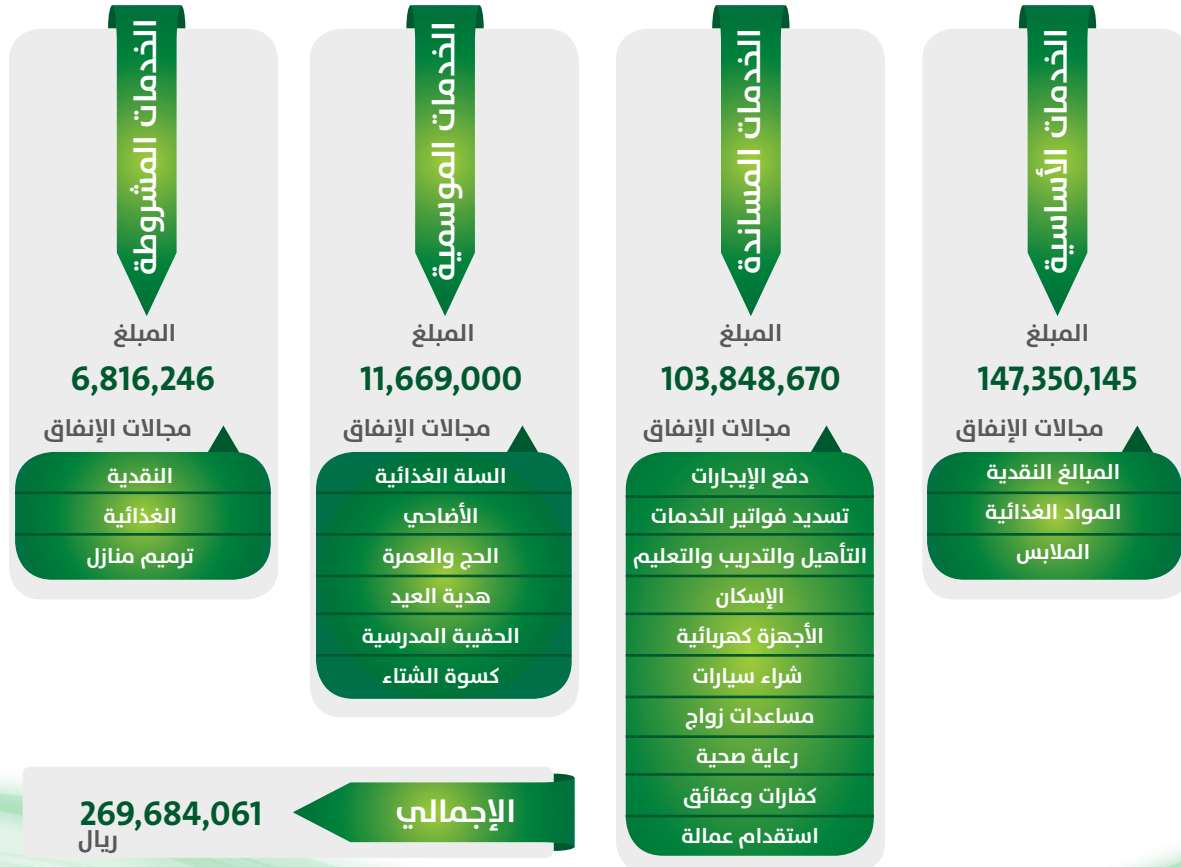 الخدمات الأساسية
المبلغ
147,350,145
مجالات الإنفاق
المبالغ النقدية
المواد الغذائية
الملابس
الخدمات المساندة
المبلغ
103,848,670
مجالات الإنفاق
دفع الإيجارات
تسديد فواتير الخدمات
التأهيل والتدريب والتعليم
الإسكان
الأجهزة كهربائية
شراء سيارات
مساعدات زواج
رعاية صحية
كفارات وعقائق
استقدام عمالة
الخدمات الموسمية
المبلغ
11,669,000
مجالات الإنفاق
السلة الغذائية
الأضاحي
الحج والعمرة
هدية العيد
الحقيبة المدرسية
كسوة الشتاء
الخدمات المشروطة
المبلغ
6,816,246
مجالات الإنفاق
النقدية
الغذائية
ترميم منازل
الإجمالي
269,684,061
ريال